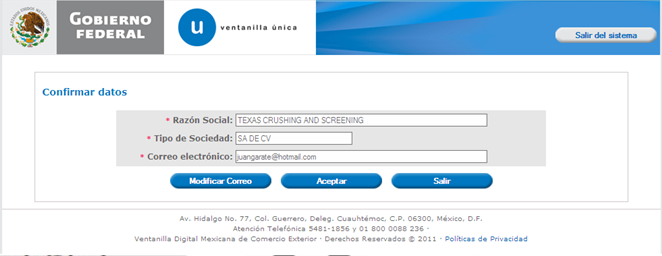 GOBIERNO
FEDERAL
u ventanilla única
Salir del sistema
Confirmar datos
* Razón Social: TEXAS CRUSHING AND SCREENING
* Tipo de Sociedad: SA DE CV
* Correo electrónico: juangarate@hotmail.com
Modificar Correo Aceptar Salir
Av. Hidalgo No. 77, Col. Guerrero, Deleg. Cuauhtémoc, C.P. 06300, México, D.F.
Atención Telefónica 5481-1856 y 01 800 0088 236 ·
Ventanilla Digital Mexicana de Comercio Exterior · Derechos Reservados © 2011 · Políticas de Privacidad